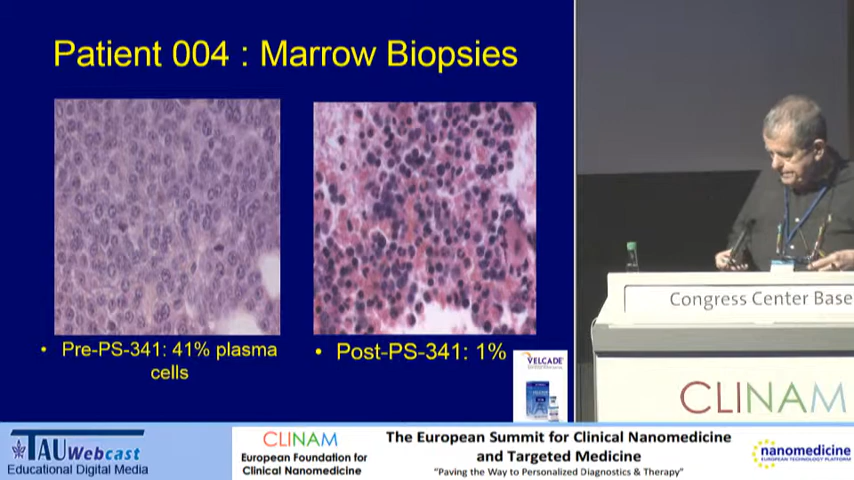 Patient 004 : Marrow Biopsies
• Pre-PS-341: 41% plasma
cells
• Post-PS-341: 1%
VELCADE
Congress Center Base
CLINAM
TAUWebcast
Educational Digital Media
CLINAM
European Foundation for
Clinical Nanomedicine
The European Summit for Clinical Nanomedicine
and Targeted Medicine
"Paving the Way to Personalized Diagnostics & Therapy"
nanomedicine
EUROPEAN TECHNOLOGY PLATFORM